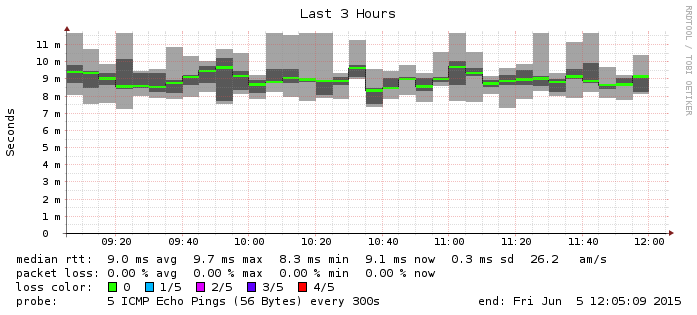 Last 3 Hours
RRDTOOL / TOBI OETIKER
Seconds
11 m
10 m
9 m
8 m
7 m
6 m
5 m
4 m
3 m
2 m
1 m
0
09:20 09:40 10:00 10:20 10:40 11:00 11:20 11:40 12:00
median rtt: 9.0 ms avg 9.7 ms max 8.3 ms min 9.1 ms now 0.3 ms sd 26.2 am/s
packet loss: 0.00 % avg 0.00 % max 0.00 % min 0.00 % now
loss color: 0 1/5 2/5 3/5 4/5
probe: 5 ICMP Echo Pings (56 Bytes) every 300s end: Fri Jun 5 12:05:09 2015